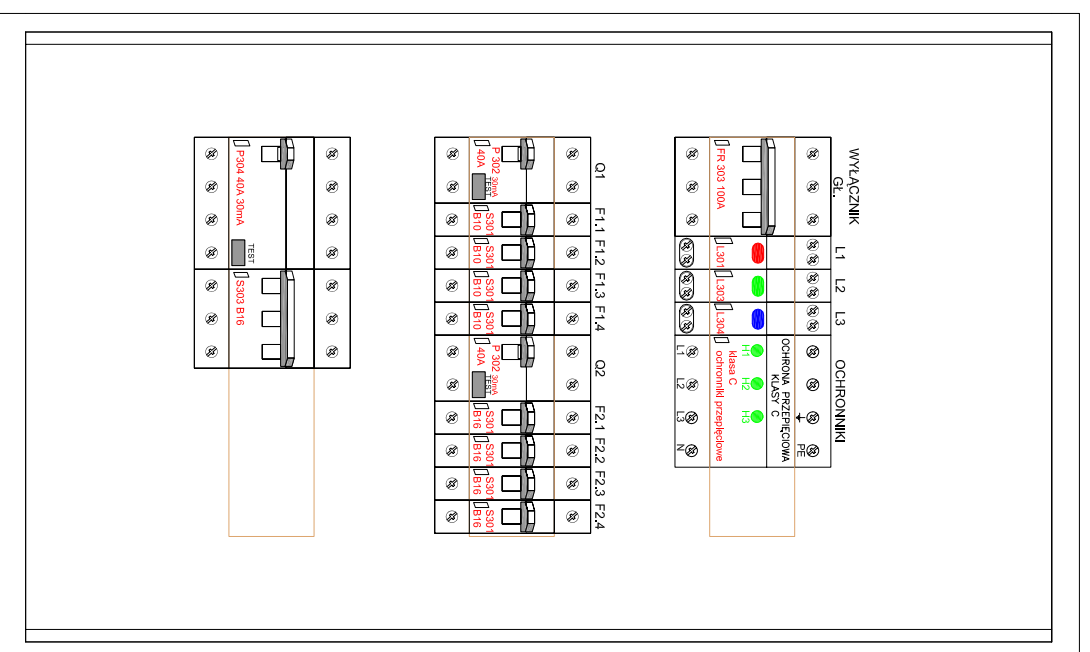 WYŁĄCZNIK
GŁ.
L1
L2
L3
OCHRONNIKI
FR 303 100A
L301
L303
L304
PE
OCHRONA PRZEPIĘCIOWA
KLASY C
H1
H2
H3
klasa C
ochronniki przepięciowe
L1
L2
L3
N
Q1
F1.1
F1.2
F1.3
F1.4
Q2
F2.1
F2.2
F2.3
F2.4
P 302 30mA
40A
TEST
S301
B10
S301
B10
S301
B10
S301
B10
P 302 30mA
40A
TEST
S301
B16
S301
B16
S301
B16
S301
B16
P304 40A 30mA
TEST
S303 B16